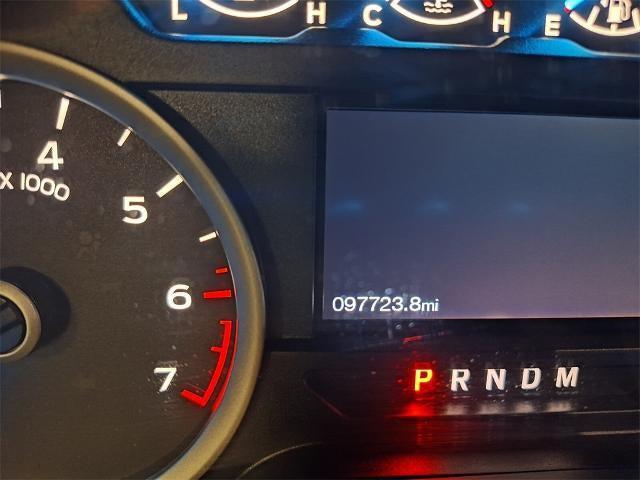 L H C H E
4
X 1000
5
6
097723.8mi
7
P R N D M